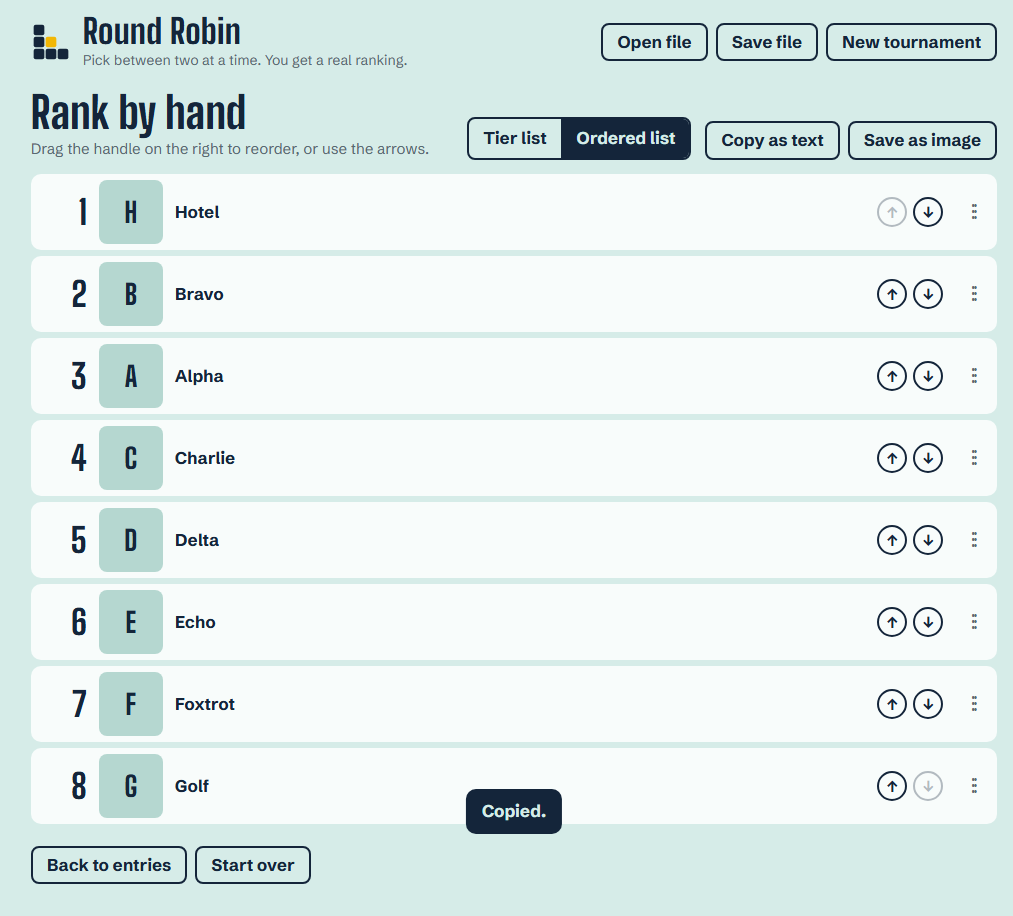 Round Robin
Pick between two at a time. You get a real ranking.
Open file
Save file
New tournament
Rank by hand
Drag the handle on the right to reorder, or use the arrows.
Tier list
Ordered list
Copy as text
Save as image
1 H Hotel
2 B Bravo
3 A Alpha
4 C Charlie
5 D Delta
6 E Echo
7 F Foxtrot
8 G Golf
Copied.
Back to entries
Start over